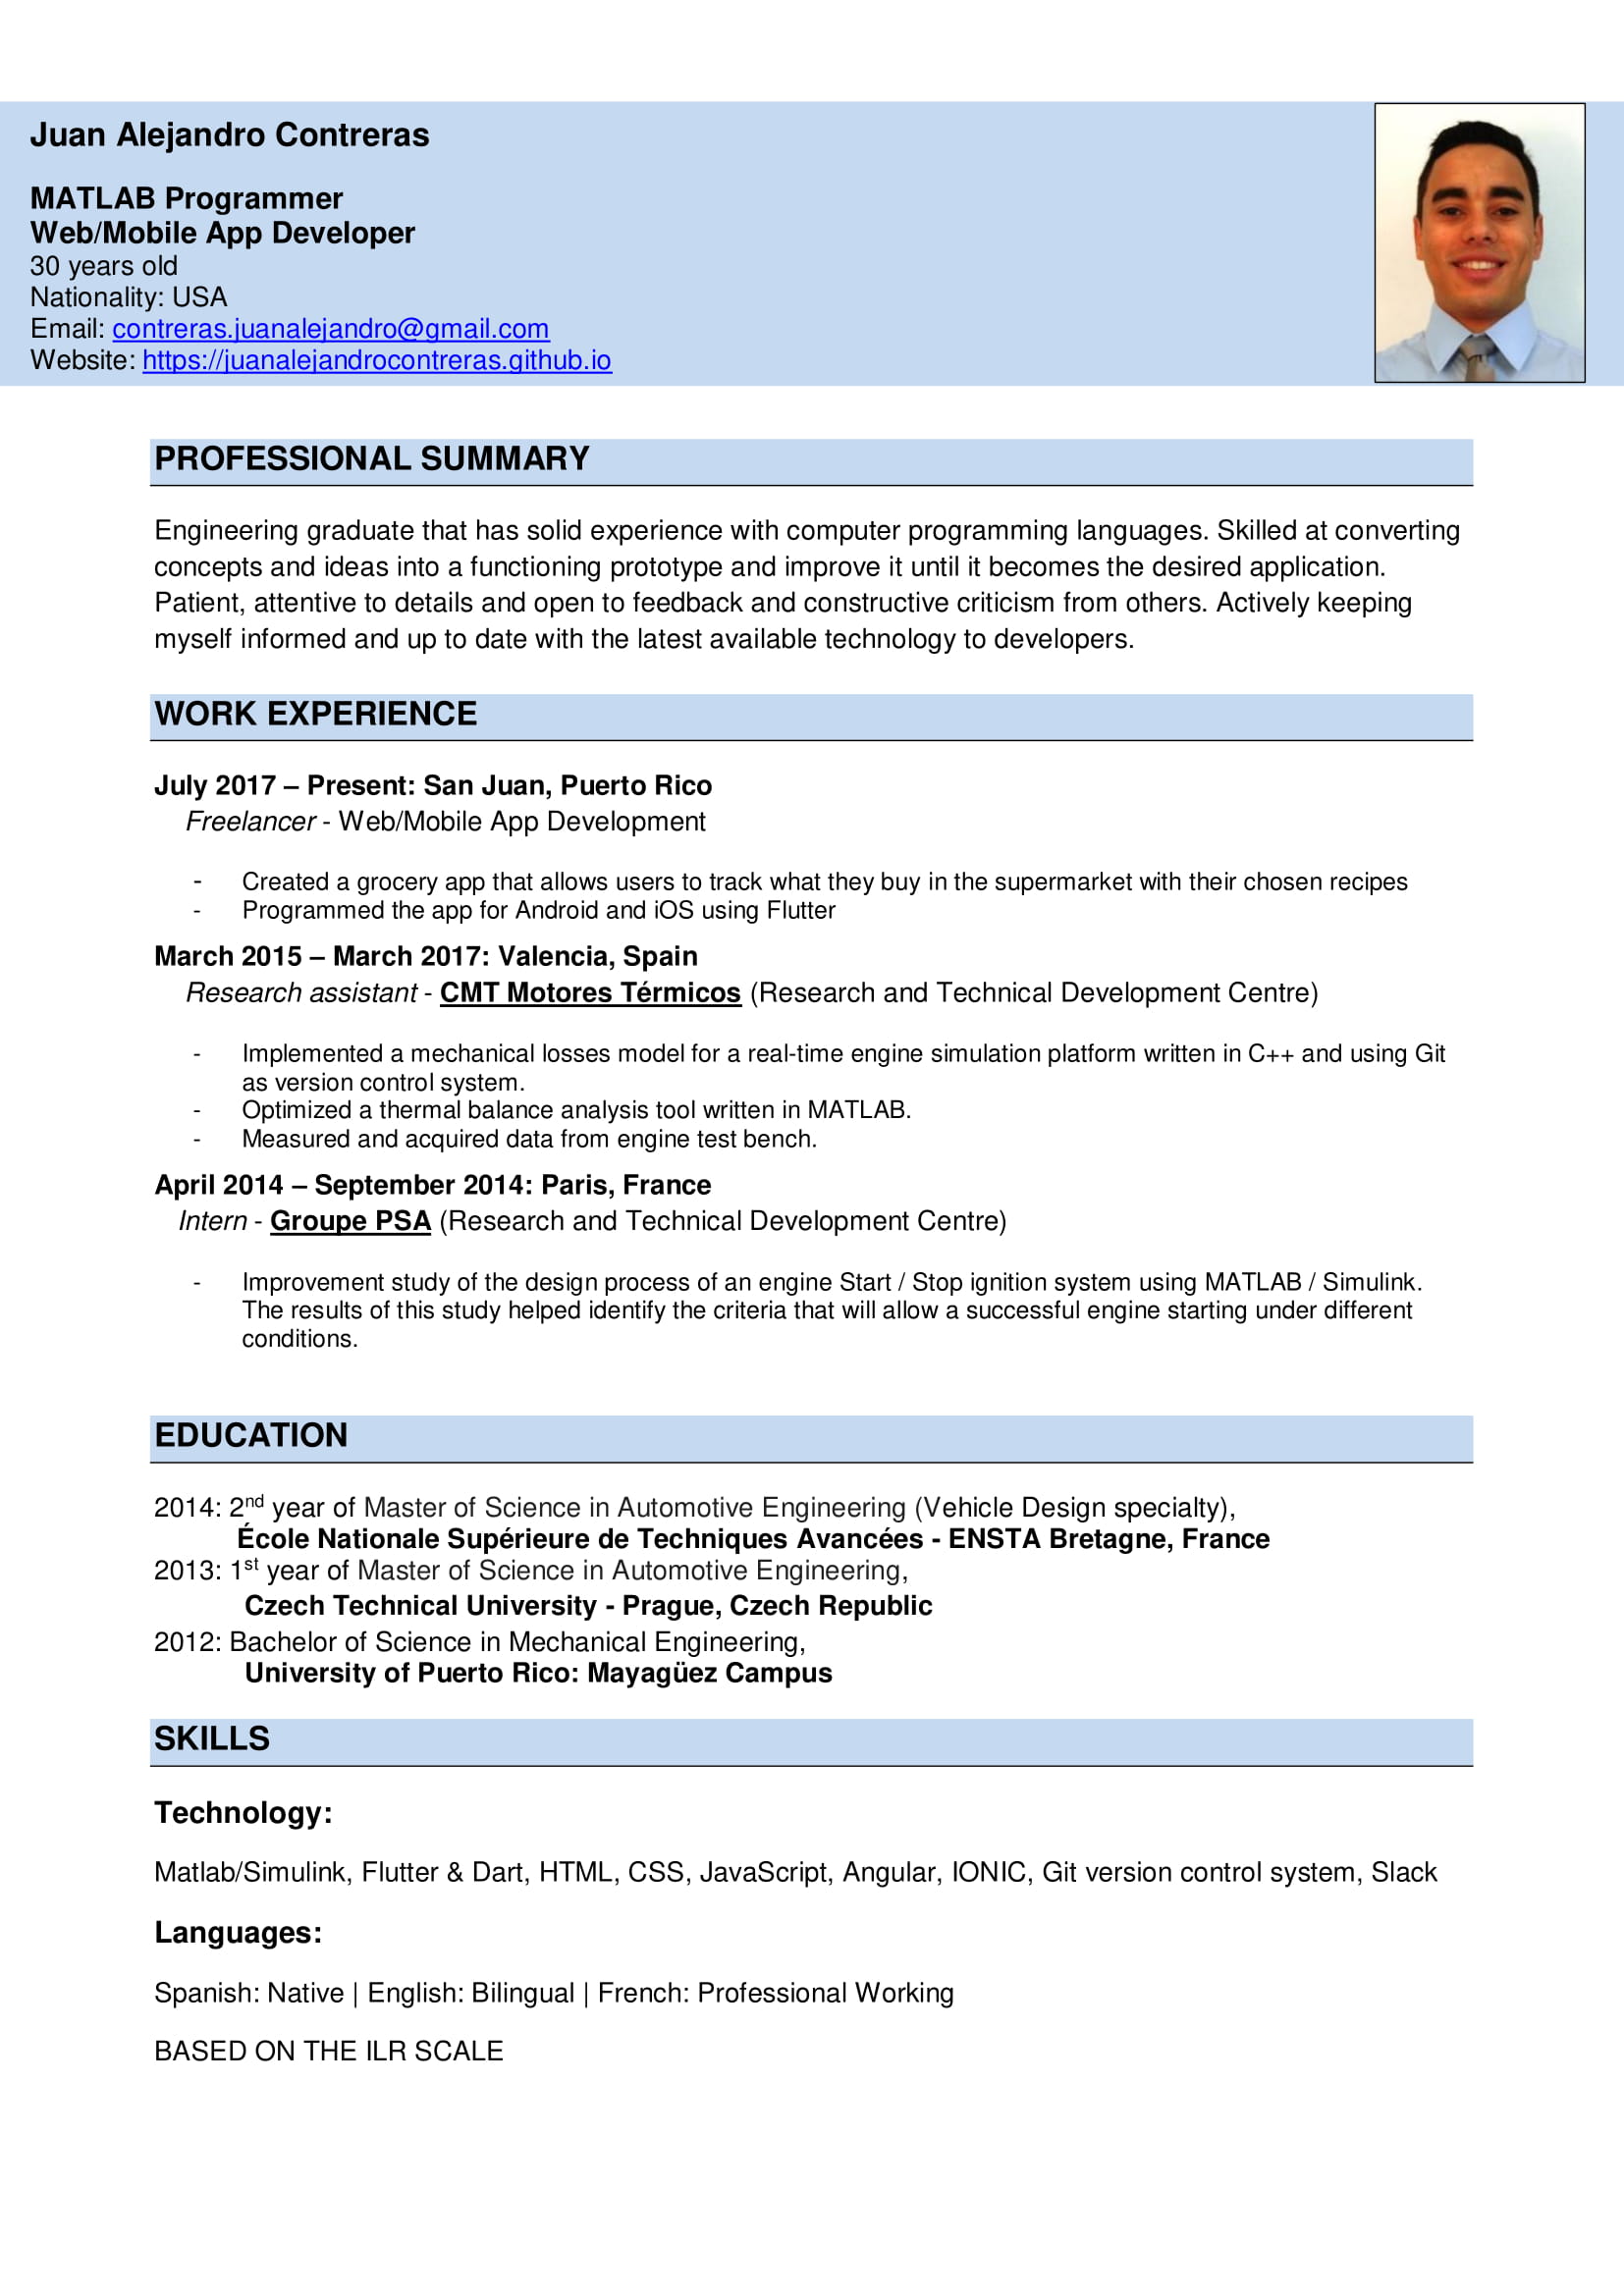 Juan Alejandro Contreras
MATLAB Programmer
Web/Mobile App Developer
30 years old
Nationality: USA
Email: contreras.juanalejandro@gmail.com
Website: https://juanalejandrocontreras.github.io
PROFESSIONAL SUMMARY
Engineering graduate that has solid experience with computer programming languages. Skilled at converting
concepts and ideas into a functioning prototype and improve it until it becomes the desired application.
Patient, attentive to details and open to feedback and constructive criticism from others. Actively keeping
myself informed and up to date with the latest available technology to developers.
WORK EXPERIENCE
July 2017 – Present: San Juan, Puerto Rico
Freelancer - Web/Mobile App Development
- Created a grocery app that allows users to track what they buy in the supermarket with their chosen recipes
- Programmed the app for Android and iOS using Flutter
March 2015 – March 2017: Valencia, Spain
Research assistant - CMT Motores Térmicos (Research and Technical Development Centre)
- Implemented a mechanical losses model for a real-time engine simulation platform written in C++ and using Git
as version control system.
- Optimized a thermal balance analysis tool written in MATLAB.
- Measured and acquired data from engine test bench.
April 2014 – September 2014: Paris, France
Intern - Groupe PSA (Research and Technical Development Centre)
- Improvement study of the design process of an engine Start / Stop ignition system using MATLAB / Simulink.
The results of this study helped identify the criteria that will allow a successful engine starting under different
conditions.
EDUCATION
2014: 2nd year of Master of Science in Automotive Engineering (Vehicle Design specialty),
École Nationale Supérieure de Techniques Avancées - ENSTA Bretagne, France
2013: 1st year of Master of Science in Automotive Engineering,
Czech Technical University - Prague, Czech Republic
2012: Bachelor of Science in Mechanical Engineering,
University of Puerto Rico: Mayagüez Campus
SKILLS
Technology:
Matlab/Simulink, Flutter & Dart, HTML, CSS, JavaScript, Angular, IONIC, Git version control system, Slack
Languages:
Spanish: Native | English: Bilingual | French: Professional Working
BASED ON THE ILR SCALE